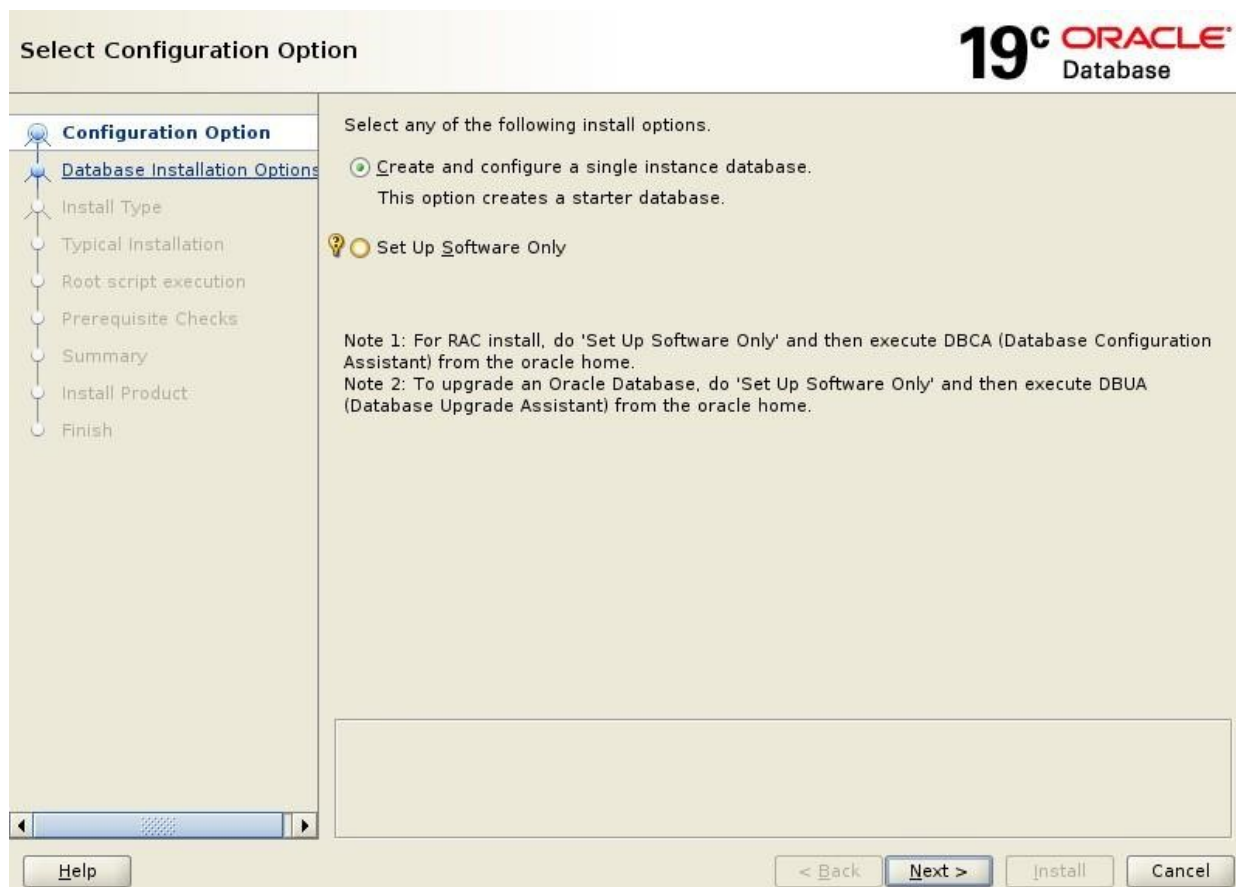 Select Configuration Option
19c ORACLE
Database
Configuration Option
Database Installation Options
Install Type
Typical Installation
Root script execution
Prerequisite Checks
Summary
Install Product
Finish
Select any of the following install options.
Create and configure a single instance database.
This option creates a starter database.
Set Up Software Only
Note 1: For RAC install, do 'Set Up Software Only' and then execute DBCA (Database Configuration
Assistant) from the oracle home.
Note 2: To upgrade an Oracle Database, do 'Set Up Software Only' and then execute DBUA
(Database Upgrade Assistant) from the oracle home.
Help
< Back
Next >
Install
Cancel